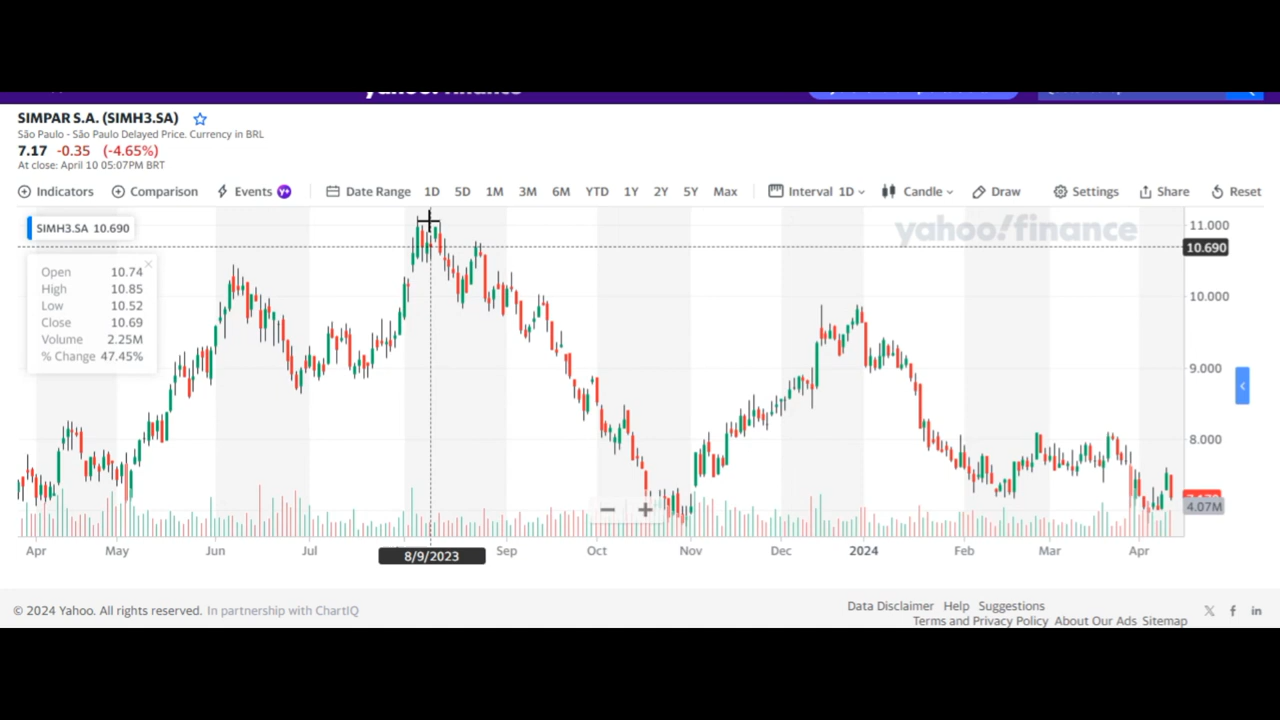 SIMPAR S.A. (SIMH3.SA)
São Paulo - São Paulo Delayed Price. Currency in BRL
7.17 -0.35 (-4.65%)
At close: April 10 05:07PM BRT
Indicators Comparison Events Y+ Date Range 1D 5D 1M 3M 6M YTD 1Y 2Y 5Y Max Interval 1D Candle Draw Settings Share Reset
SIMH3.SA 10.690
yahoo!finance
11.000
10.690
Open 10.74
High 10.85
Low 10.52
Close 10.69
Volume 2.25M
% Change 47.45%
10.000
9.000
8.000
4.07M
Apr May Jun Jul Sep Oct Nov Dec 2024 Feb Mar Apr
8/9/2023
© 2024 Yahoo. All rights reserved. In partnership with ChartIQ
Data Disclaimer Help Suggestions
Terms and Privacy Policy About Our Ads Sitemap